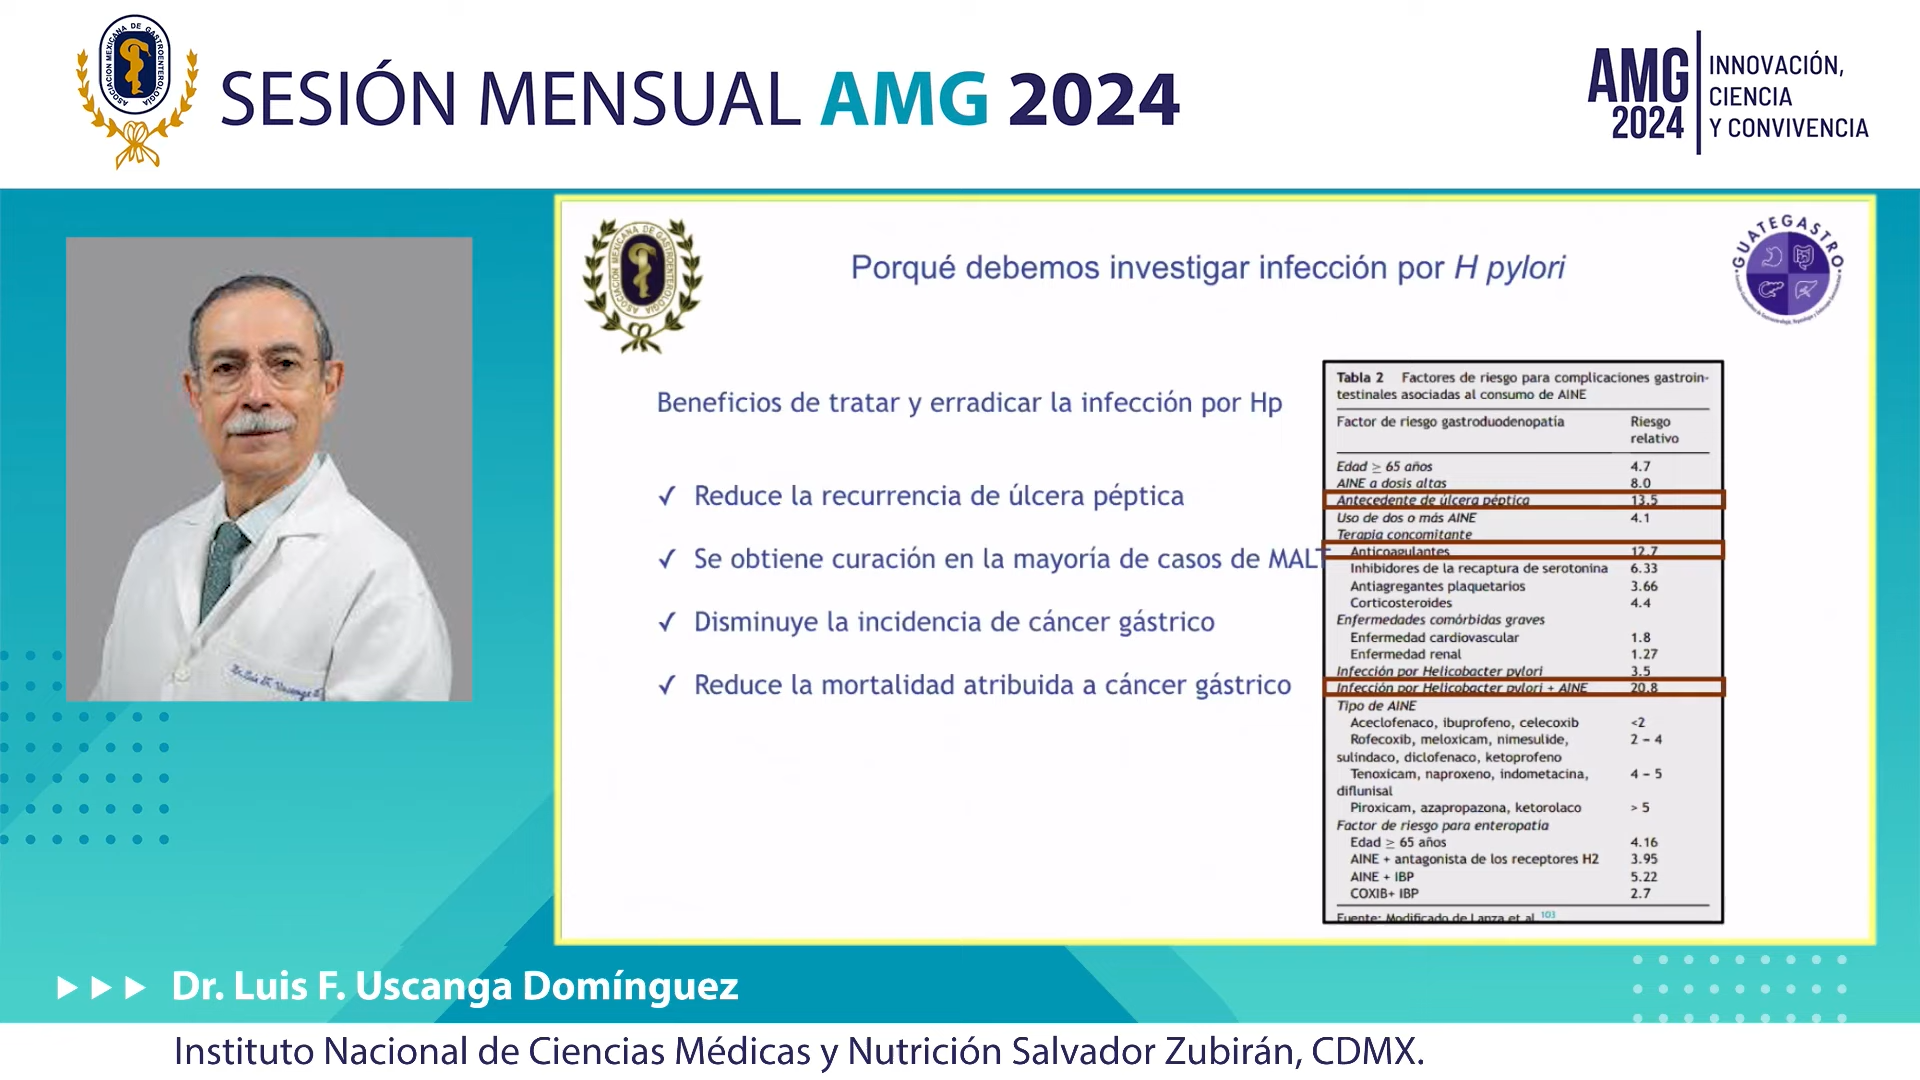 ASOCIACION MEXICANA DE GASTROENTEROLOGÍA
SESIÓN MENSUAL AMG 2024
AMG 2024
INNOVACIÓN,
CIENCIA
Y CONVIVENCIA
ASOCIACION MEXICANA DE GASTROENTEROLOGIA
Porqué debemos investigar infección por H pylori
GUATEGASTRO
Beneficios de tratar y erradicar la infección por Hp
✓ Reduce la recurrencia de úlcera péptica
✓ Se obtiene curación en la mayoría de casos de MALT
✓ Disminuye la incidencia de cáncer gástrico
✓ Reduce la mortalidad atribuida a cáncer gástrico
Tabla 2 Factores de riesgo para complicaciones gastroin-
testinales asociadas al consumo de AINE
Factor de riesgo gastroduodenopatía Riesgo
relativo
Edad ≥ 65 años 4.7
AINE a dosis altas 8.0
Antecedente de úlcera péptica 13.5
Uso de dos o más AINE 4.1
Terapia concomitante
Anticoagulantes 12.7
Inhibidores de la recaptura de serotonina 6.33
Antiagregantes plaquetarios 3.66
Corticosteroides 4.4
Enfermedades comórbidas graves
Enfermedad cardiovascular 1.8
Enfermedad renal 1.27
Infección por Helicobacter pylori 3.5
Infección por Helicobacter pylori + AINE 20.8
Tipo de AINE
Aceclofenaco, ibuprofeno, celecoxib <2
Rofecoxib, meloxicam, nimesulide, 2 – 4
sulindaco, diclofenaco, ketoprofeno
Tenoxicam, naproxeno, indometacina, 4 – 5
diflunisal
Piroxicam, azapropazona, ketorolaco > 5
Factor de riesgo para enteropatía
Edad ≥ 65 años 4.16
AINE + antagonista de los receptores H2 3.95
AINE + IBP 5.22
COXIB+ IBP 2.7
Fuente: Modificado de Lanza et al. 103
Dr. Luis F. Uscanga Domínguez
Instituto Nacional de Ciencias Médicas y Nutrición Salvador Zubirán, CDMX.